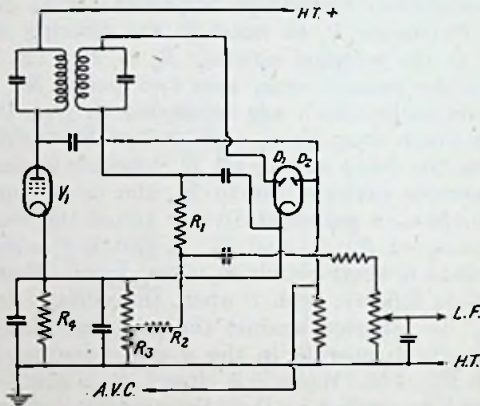 H.T.+
D₁ D₂
V₁
R₁
L.F.
R₄
R₃
R₂
H.T.-
A.V.C.